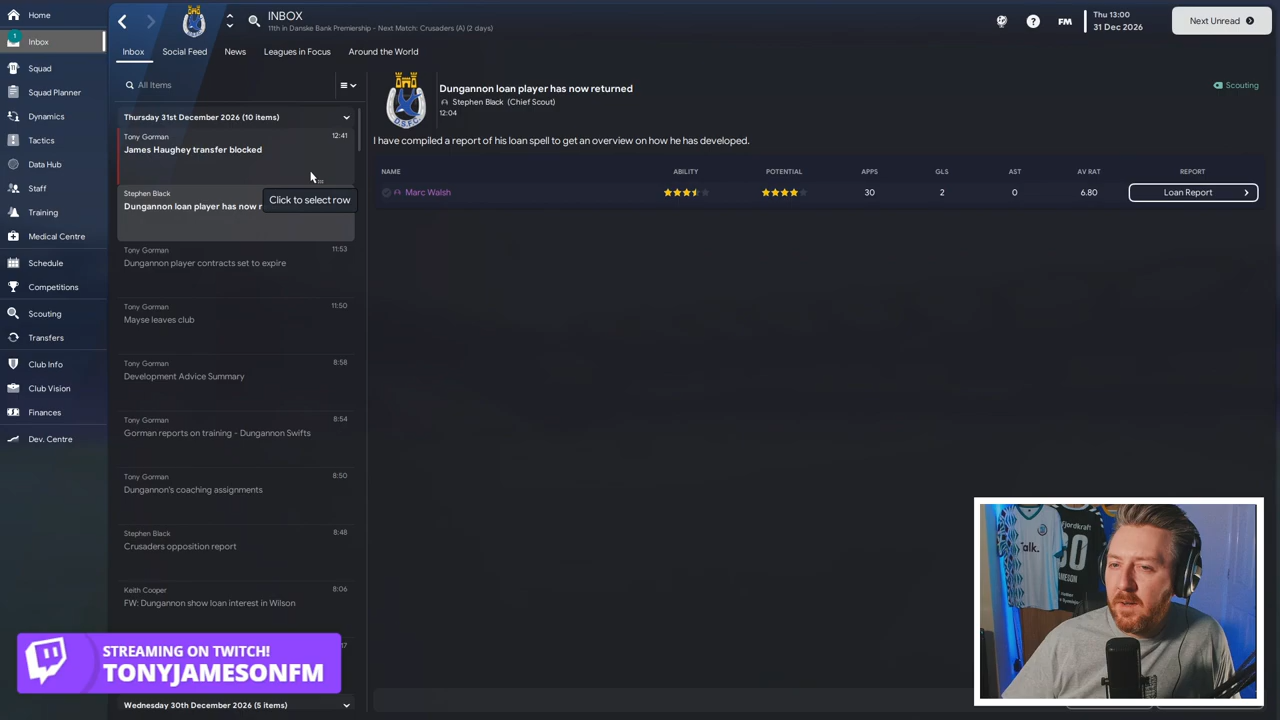 Home
INBOX
11th in Danske Bank Premiership - Next Match: Crusaders (A) (2 days)
FM
Thu 13:00
31 Dec 2026
Next Unread
1
Inbox
Squad
Squad Planner
Dynamics
Tactics
Data Hub
Staff
Training
Medical Centre
Schedule
Competitions
Scouting
Transfers
Club Info
Club Vision
Finances
Dev. Centre
Inbox
Social Feed
News
Leagues in Focus
Around the World
All Items
Thursday 31st December 2026 (10 items)
Tony Gorman
12:41
James Haughey transfer blocked
Stephen Black
Dungannon loan player has now r
Click to select row
Tony Gorman
11:53
Dungannon player contracts set to expire
Tony Gorman
11:50
Mayse leaves club
Tony Gorman
8:58
Development Advice Summary
Tony Gorman
8:54
Gorman reports on training - Dungannon Swifts
Tony Gorman
8:50
Dungannon's coaching assignments
Stephen Black
8:48
Crusaders opposition report
Keith Cooper
8:06
FW: Dungannon show loan interest in Wilson
Wednesday 30th December 2026 (5 items)
D.S.F.C.
Dungannon loan player has now returned
Stephen Black (Chief Scout)
12:04
Scouting
I have compiled a report of his loan spell to get an overview on how he has developed.
NAME ABILITY POTENTIAL APPS GLS AST AV RAT REPORT
Marc Walsh 30 2 0 6.80 Loan Report
STREAMING ON TWITCH!
TONYJAMESONFM
Talk.
Fjordkraft
JAMESON